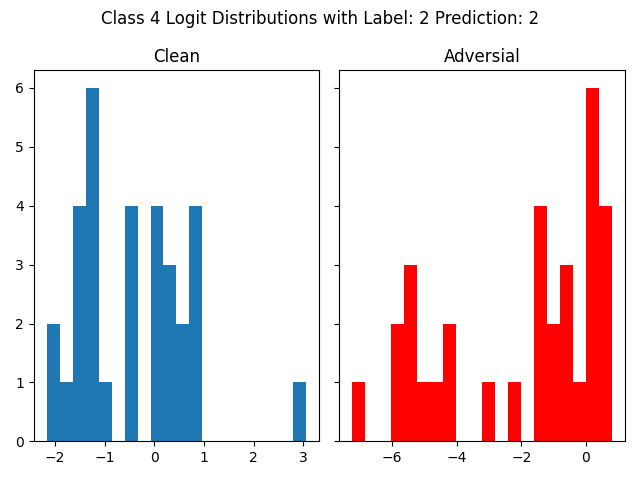 Class 4 Logit Distributions with Label: 2 Prediction: 2
Clean
Adversial
6
5
4
3
2
1
0
−2 −1 0 1 2 3
−6 −4 −2 0